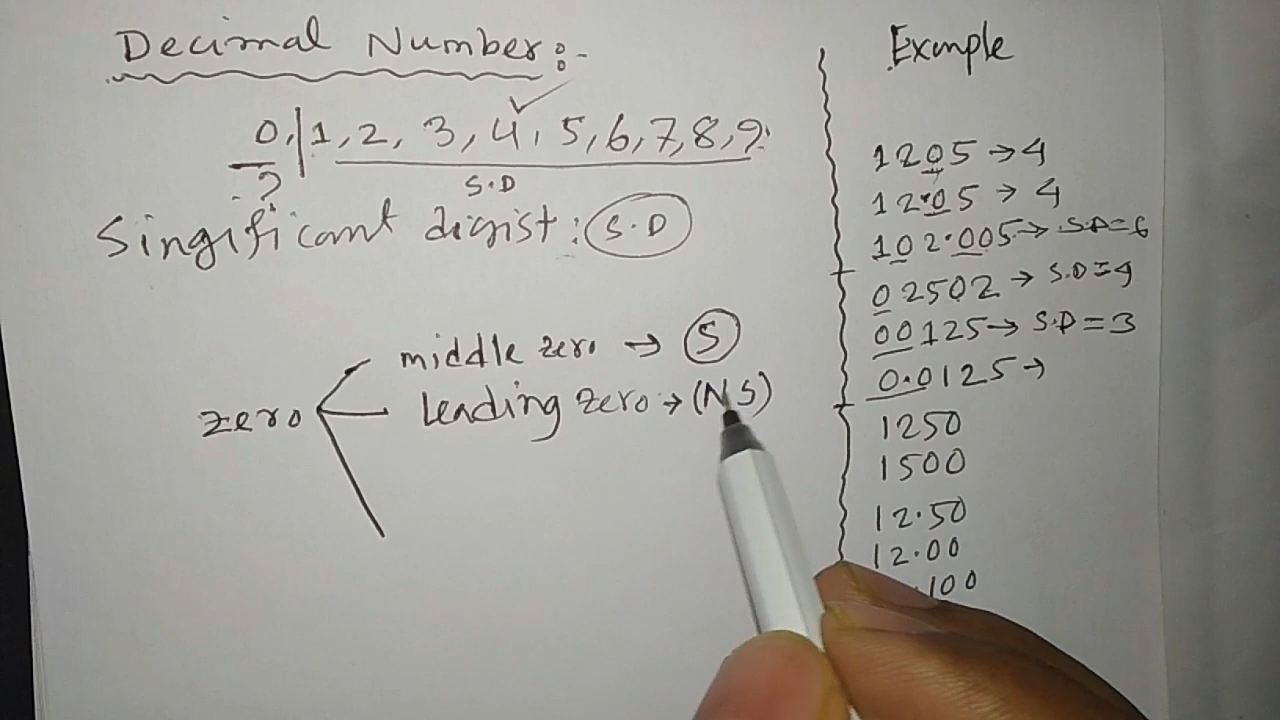 Decimal Number:-
0, 1, 2, 3, 4, 5, 6, 7, 8, 9.
?
S.D
Singificant digist: S.D
zero
middle zero → S
leading zero → (NS)
Exmple
1205 → 4
12.05 → 4
102.005 → S.D=6
02502 → S.D=4
00125 → S.D=3
0.0125 →
1250
1500
12.50
12.00
.100